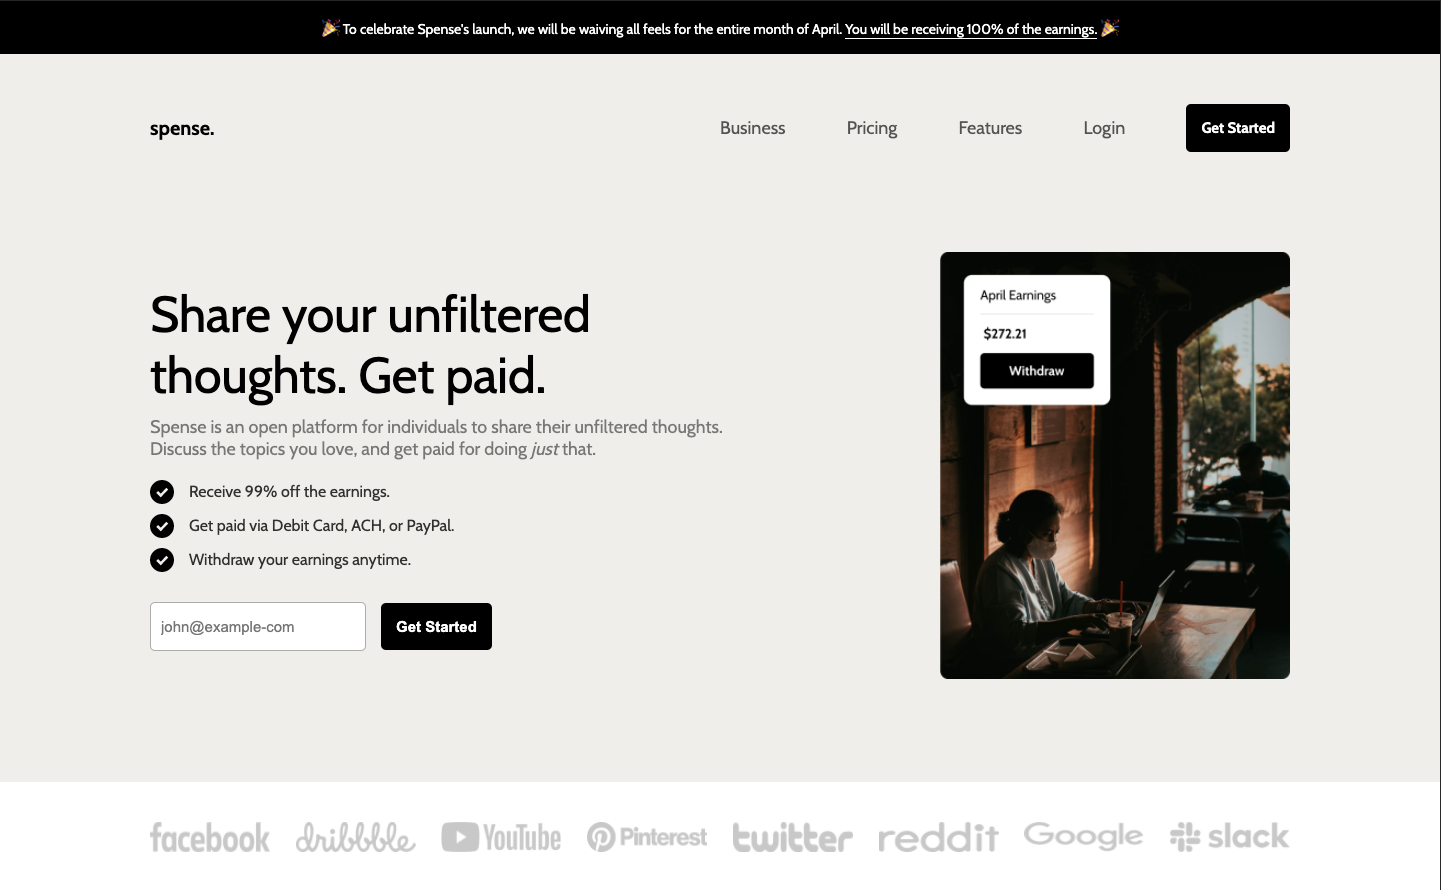 🎉 To celebrate Spense's launch, we will be waiving all feels for the entire month of April. You will be receiving 100% of the earnings. 🎉
spense.
Business
Pricing
Features
Login
Get Started
Share your unfiltered
thoughts. Get paid.
Spense is an open platform for individuals to share their unfiltered thoughts.
Discuss the topics you love, and get paid for doing just that.
Receive 99% off the earnings.
Get paid via Debit Card, ACH, or PayPal.
Withdraw your earnings anytime.
john@example-com
Get Started
April Earnings
$272.21
Withdraw
facebook
dribbble
YouTube
Pinterest
twitter
reddit
Google
slack